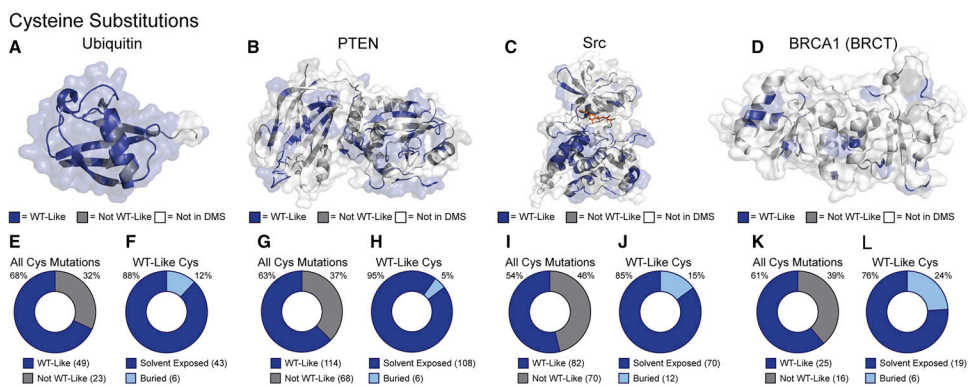 Cysteine Substitutions
A
Ubiquitin
B
PTEN
C
Src
D
BRCA1 (BRCT)
= WT-Like = Not WT-Like = Not in DMS
= WT-Like = Not WT-Like = Not in DMS
= WT-Like = Not WT-Like = Not in DMS
= WT-Like = Not WT-Like = Not in DMS
E
All Cys Mutations
68% 32%
WT-Like (49)
Not WT-Like (23)
F
WT-Like Cys
88% 12%
Solvent Exposed (43)
Buried (6)
G
All Cys Mutations
63% 37%
WT-Like (114)
Not WT-Like (68)
H
WT-Like Cys
95% 5%
Solvent Exposed (108)
Buried (6)
I
All Cys Mutations
54% 46%
WT-Like (82)
Not WT-Like (70)
J
WT-Like Cys
85% 15%
Solvent Exposed (70)
Buried (12)
K
All Cys Mutations
61% 39%
WT-Like (25)
Not WT-Like (16)
L
WT-Like Cys
76% 24%
Solvent Exposed (19)
Buried (6)